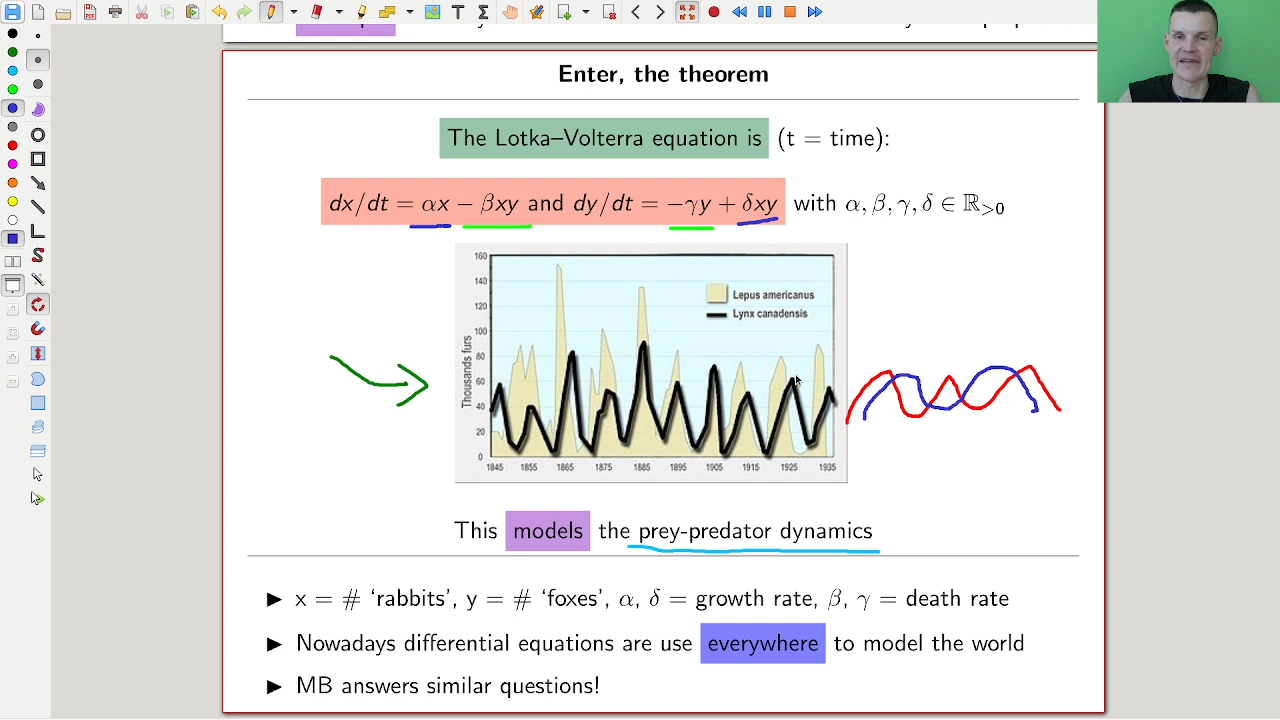 Enter, the theorem
The Lotka–Volterra equation is (t = time):
dx/dt = αx − βxy and dy/dt = −γy + δxy with α, β, γ, δ ∈ ℝ>0
160
140
120
100
80
60
40
20
0
Thousands furs
Lepus americanus
Lynx canadensis
1845 1855 1865 1875 1885 1895 1905 1915 1925 1935
This models the prey-predator dynamics
► x = # ‘rabbits’, y = # ‘foxes’, α, δ = growth rate, β, γ = death rate
► Nowadays differential equations are use everywhere to model the world
► MB answers similar questions!